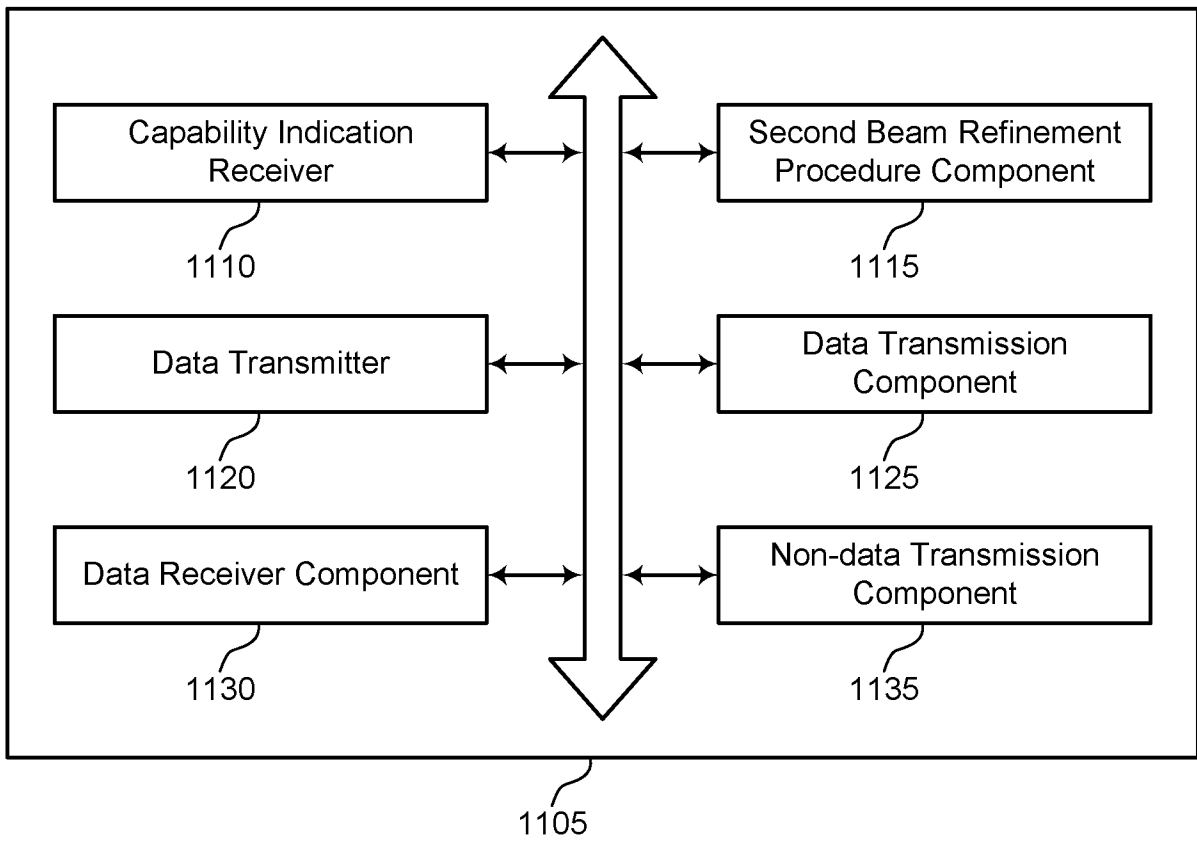 Capability Indication
Receiver
1110
Second Beam Refinement
Procedure Component
1115
Data Transmitter
1120
Data Transmission
Component
1125
Data Receiver Component
1130
Non-data Transmission
Component
1135
1105